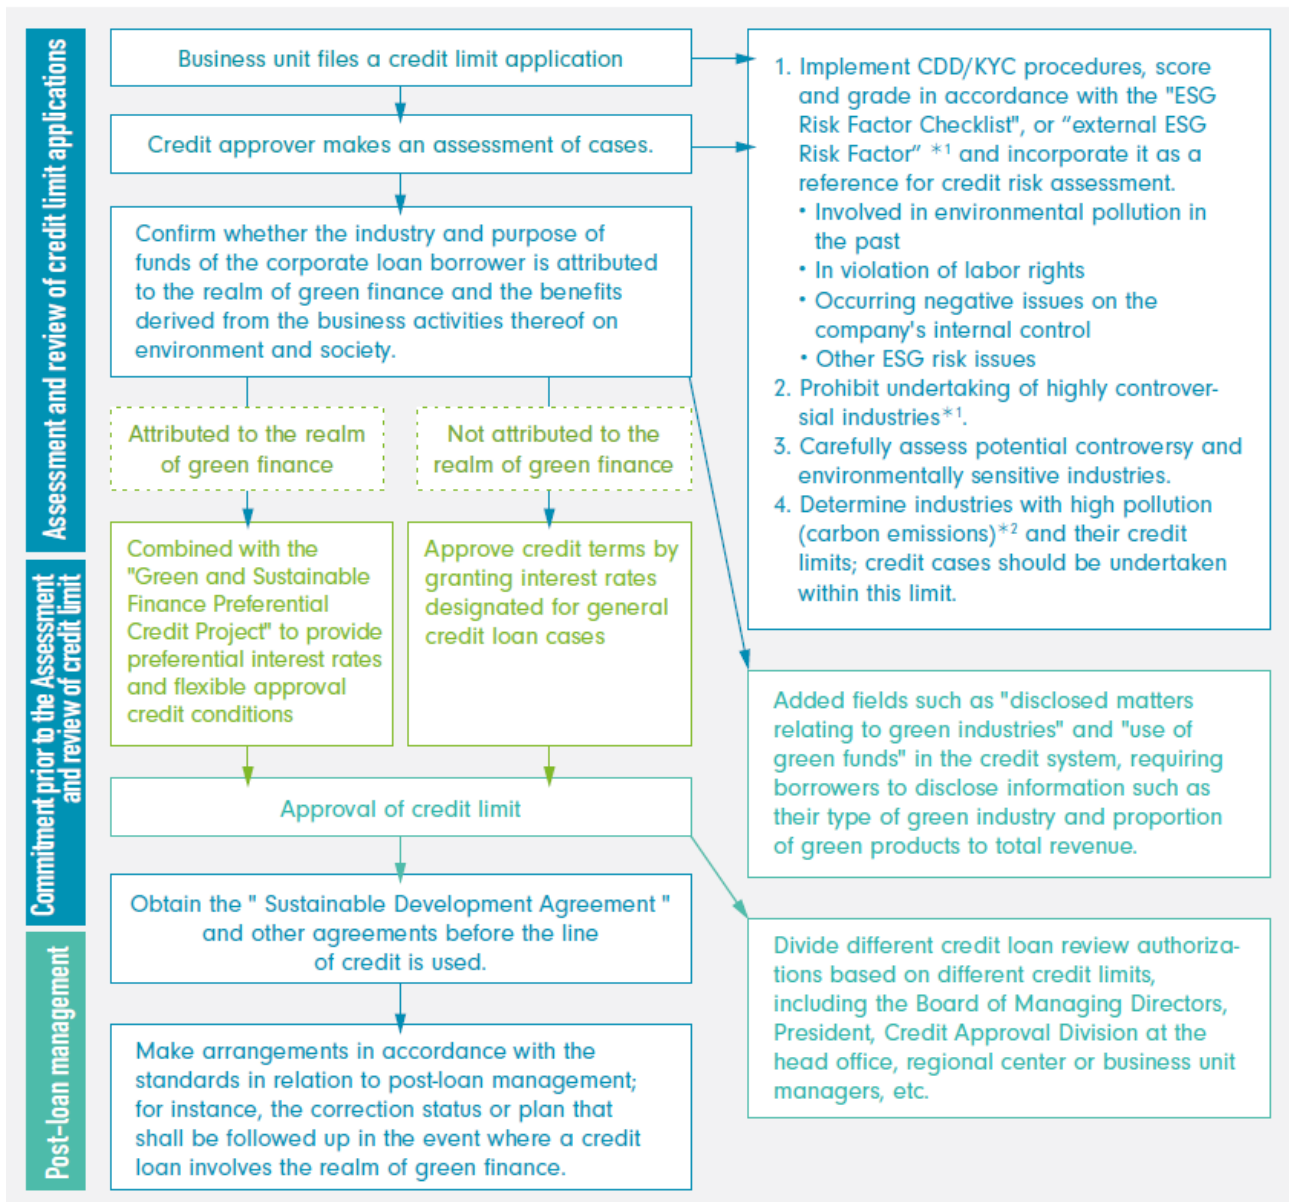 Assessment and review of credit limit applications
Business unit files a credit limit application
Credit approver makes an assessment of cases.
Confirm whether the industry and purpose of
funds of the corporate loan borrower is attributed
to the realm of green finance and the benefits
derived from the business activities thereof on
environment and society.
Attributed to the realm
of green finance
Not attributed to the
realm of green finance
1. Implement CDD/KYC procedures, score
and grade in accordance with the "ESG
Risk Factor Checklist", or “external ESG
Risk Factor” *1 and incorporate it as a
reference for credit risk assessment.
• Involved in environmental pollution in
the past
• In violation of labor rights
• Occurring negative issues on the
company's internal control
• Other ESG risk issues
2. Prohibit undertaking of highly controver-
sial industries*1.
3. Carefully assess potential controversy and
environmentally sensitive industries.
4. Determine industries with high pollution
(carbon emissions)*2 and their credit
limits; credit cases should be undertaken
within this limit.
Commitment prior to the Assessment
and review of credit limit
Combined with the
"Green and Sustainable
Finance Preferential
Credit Project" to provide
preferential interest rates
and flexible approval
credit conditions
Approve credit terms by
granting interest rates
designated for general
credit loan cases
Approval of credit limit
Added fields such as "disclosed matters
relating to green industries" and "use of
green funds" in the credit system, requiring
borrowers to disclose information such as
their type of green industry and proportion
of green products to total revenue.
Obtain the " Sustainable Development Agreement "
and other agreements before the line
of credit is used.
Post-loan management
Make arrangements in accordance with the
standards in relation to post-loan management;
for instance, the correction status or plan that
shall be followed up in the event where a credit
loan involves the realm of green finance.
Divide different credit loan review authoriza-
tions based on different credit limits,
including the Board of Managing Directors,
President, Credit Approval Division at the
head office, regional center or business unit
managers, etc.